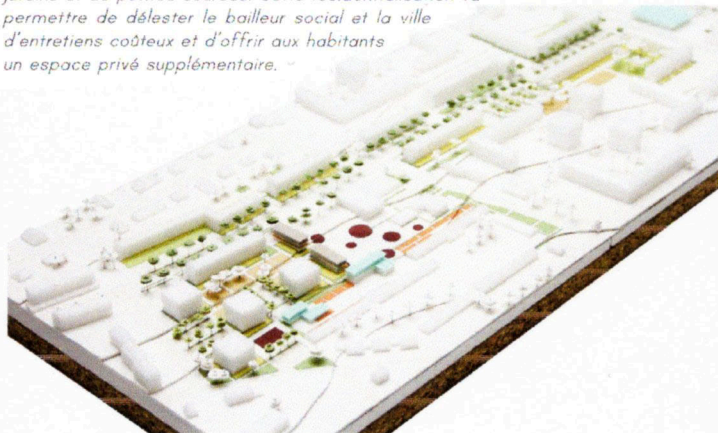 permettre de délester le bailleur social et la ville
d'entretiens coûteux et d'offrir aux habitants
un espace privé supplémentaire.